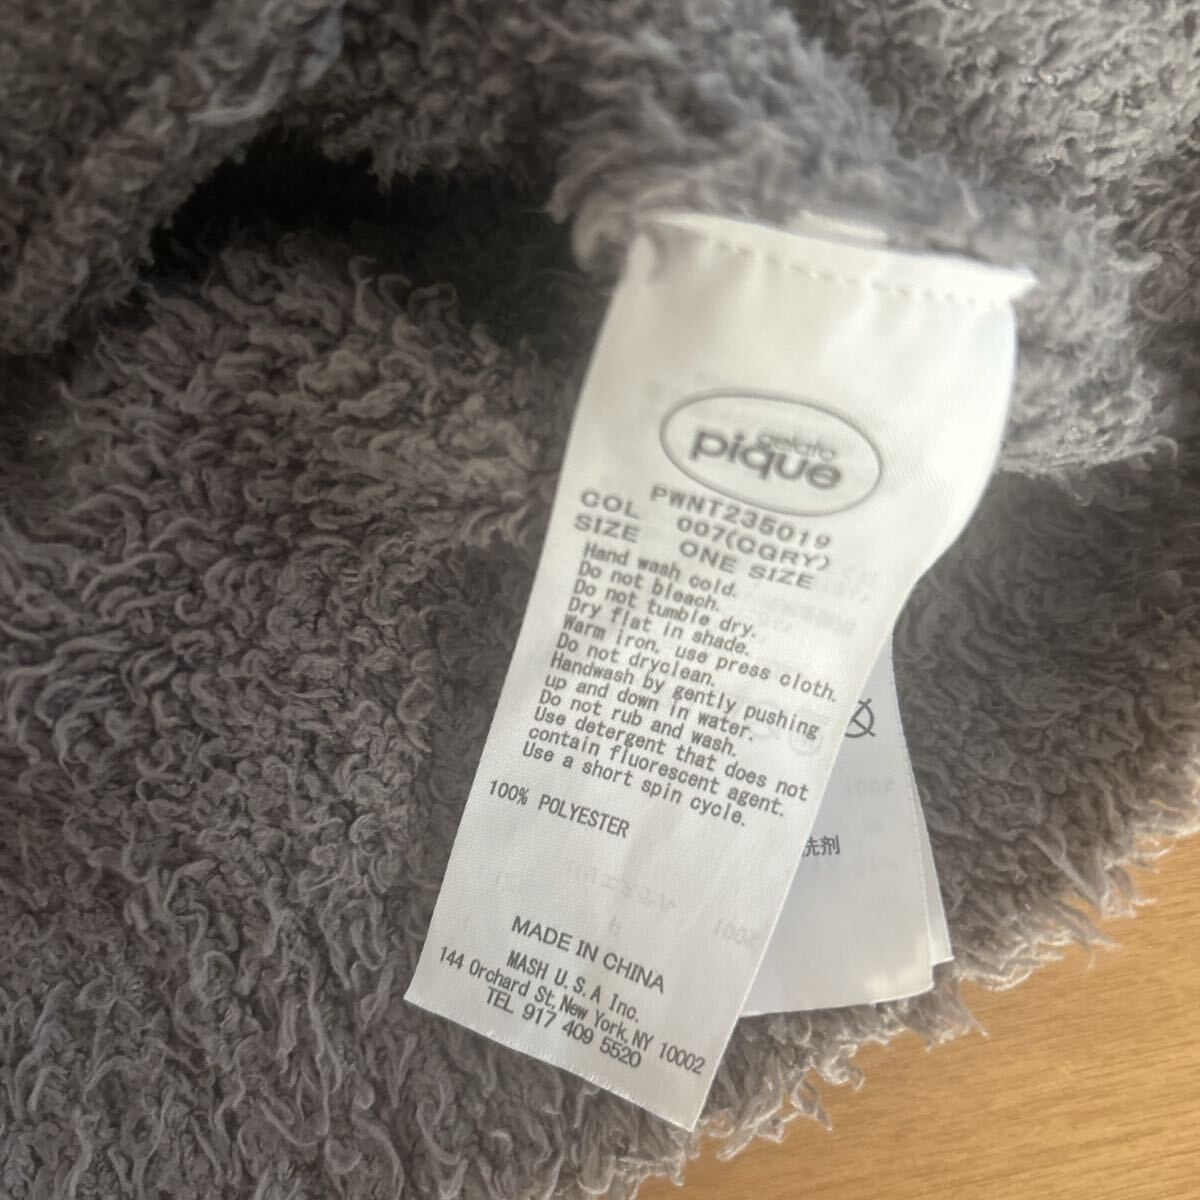 gelato
pique
PWNT235019
COL 007(CGRY)
SIZE ONE SIZE
Hand wash cold.
Do not bleach.
Do not tumble dry.
Dry flat in shade.
Warm iron. use press cloth.
Do not dryclean.
Handwash by gently pushing
up and down in water.
Do not rub and wash.
Use detergent that does not
contain fluorescent agent.
Use a short spin cycle.
100% POLYESTER
MADE IN CHINA
MASH U.S.A Inc.
144 Orchard St, New York, NY 10002
TEL 917 409 5520
洗剂